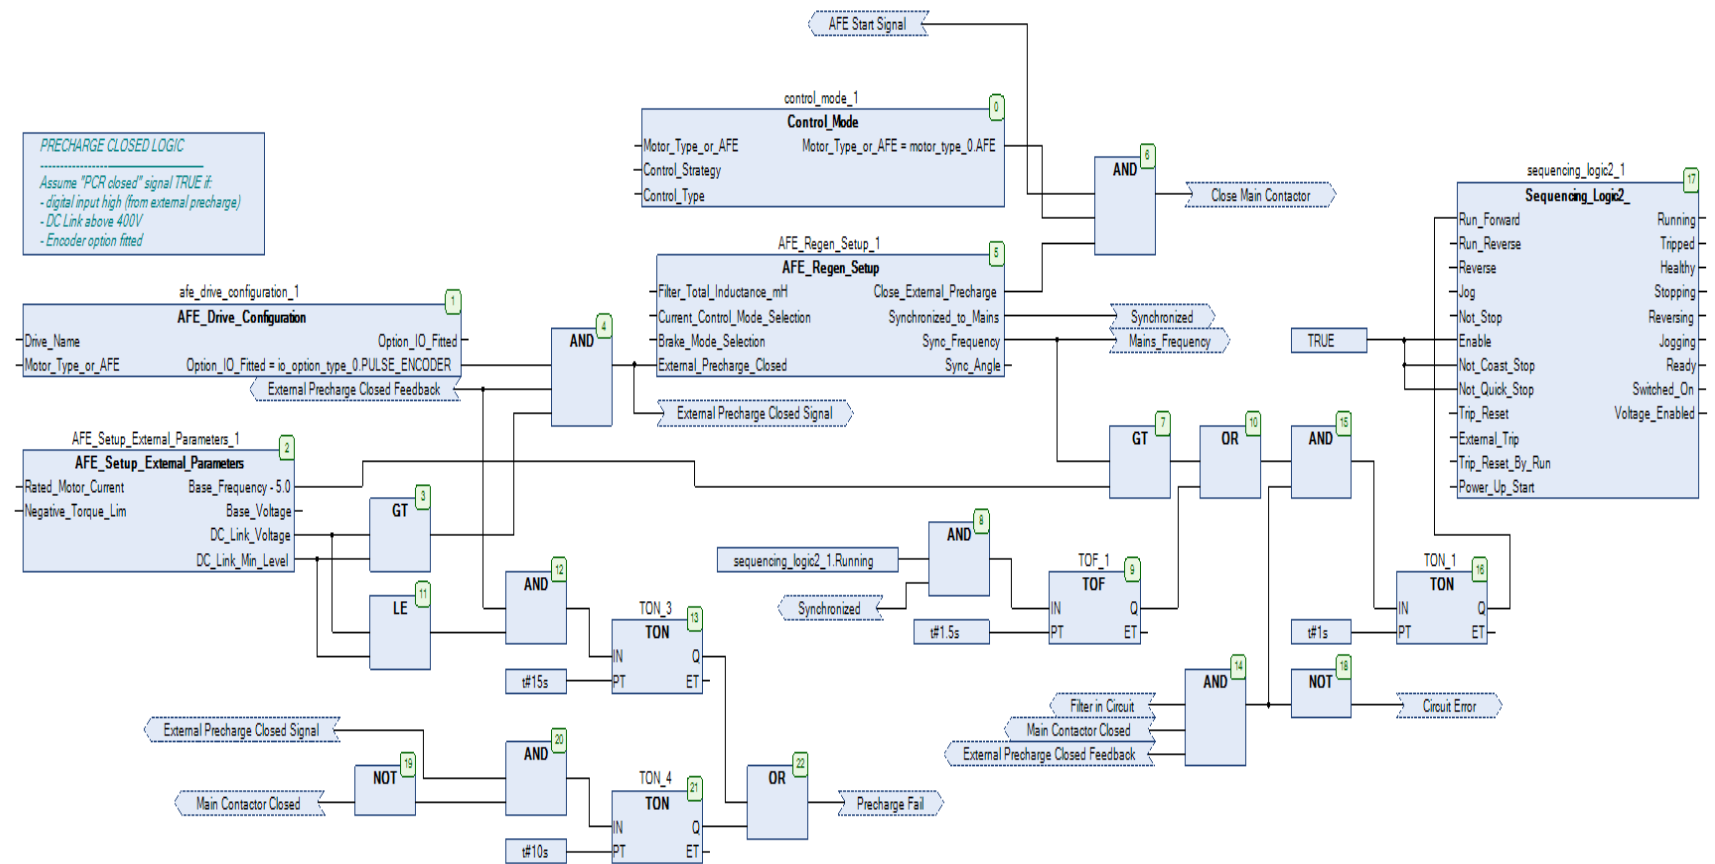 AFE Start Signal
control_mode_1
0
Control_Mode
Motor_Type_or_AFE
Motor_Type_or_AFE = motor_type_0.AFE
Control_Strategy
Control_Type
PRECHARGE CLOSED LOGIC
Assume "PCR closed" signal TRUE if:
- digital input high (from external precharge)
- DC Link above 400V
- Encoder option fitted
6
AND
Close Main Contactor
sequencing_logic2_1
17
Sequencing_Logic2_
Run_Forward
Running
Run_Reverse
Tripped
Reverse
Healthy
Jog
Stopping
Not_Stop
Reversing
Enable
Jogging
Not_Coast_Stop
Ready
Not_Quick_Stop
Switched_On
Trip_Reset
Voltage_Enabled
External_Trip
Trip_Reset_By_Run
Power_Up_Start
TRUE
AFE_Regen_Setup_1
5
AFE_Regen_Setup
Filter_Total_Inductance_mH
Close_External_Precharge
Current_Control_Mode_Selection
Synchronized_to_Mains
Brake_Mode_Selection
Sync_Frequency
External_Precharge_Closed
Sync_Angle
Synchronized
Mains_Frequency
afe_drive_configuration_1
1
AFE_Drive_Configuration
Drive_Name
Option_IO_Fitted
Motor_Type_or_AFE
Option_IO_Fitted = io_option_type_0.PULSE_ENCODER
External Precharge Closed Feedback
4
AND
External Precharge Closed Signal
AFE_Setup_External_Parameters_1
2
AFE_Setup_External_Parameters
Rated_Motor_Current
Base_Frequency - 5.0
Negative_Torque_Lim
Base_Voltage
DC_Link_Voltage
DC_Link_Min_Level
3
GT
7
GT
10
OR
15
AND
11
LE
12
AND
8
AND
sequencing_logic2_1.Running
Synchronized
TOF_1
9
TOF
IN
Q
PT
ET
t#1.5s
TON_1
16
TON
IN
Q
PT
ET
t#1s
TON_3
13
TON
IN
Q
PT
ET
t#15s
14
AND
Filter in Circuit
Main Contactor Closed
External Precharge Closed Feedback
18
NOT
Circuit Error
External Precharge Closed Signal
19
NOT
Main Contactor Closed
20
AND
TON_4
21
TON
IN
Q
PT
ET
t#10s
22
OR
Precharge Fail